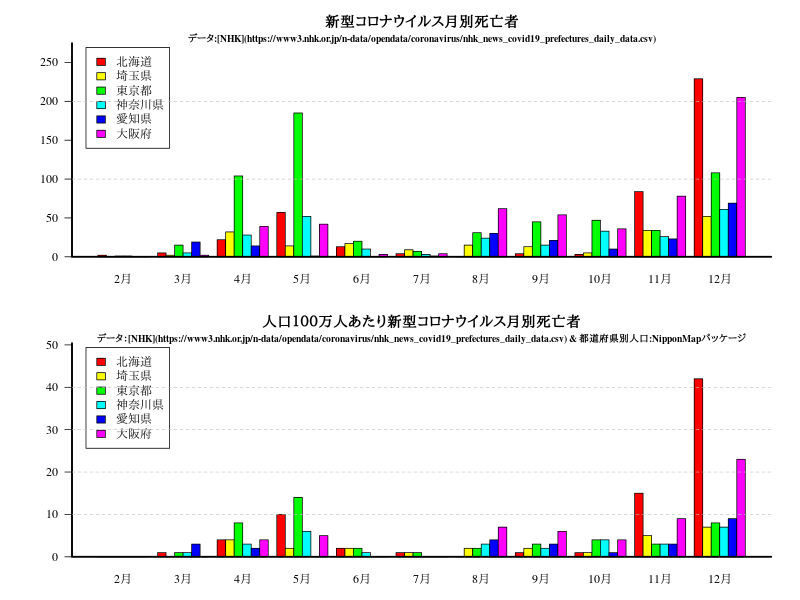 新型コロナウイルス月別死亡者
データ:[NHK](https://www3.nhk.or.jp/n-data/opendata/coronavirus/nhk_news_covid19_prefectures_daily_data.csv)
250
200
150
100
50
0
北海道
埼玉県
東京都
神奈川県
愛知県
大阪府
2月 3月 4月 5月 6月 7月 8月 9月 10月 11月 12月
人口100万人あたり新型コロナウイルス月別死亡者
データ:[NHK](https://www3.nhk.or.jp/n-data/opendata/coronavirus/nhk_news_covid19_prefectures_daily_data.csv) & 都道府県別人口:NipponMapパッケージ
50
40
30
20
10
0
北海道
埼玉県
東京都
神奈川県
愛知県
大阪府
2月 3月 4月 5月 6月 7月 8月 9月 10月 11月 12月